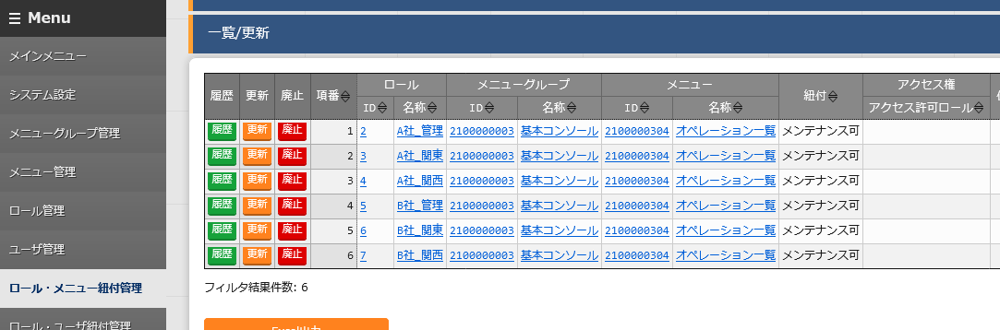 ☰ Menu
メインメニュー
システム設定
メニューグループ管理
メニュー管理
ロール管理
ユーザ管理
ロール・メニュー紐付管理
ロール・ユーザ紐付管理
一覧/更新
履歴 更新 廃止 項番 ロール メニューグループ メニュー 紐付 アクセス権
ID 名称 ID 名称 ID 名称 アクセス許可ロール
履歴 更新 廃止 1 2 A社_管理 2100000003 基本コンソール 2100000304 オペレーション一覧 メンテナンス可
履歴 更新 廃止 2 3 A社_関東 2100000003 基本コンソール 2100000304 オペレーション一覧 メンテナンス可
履歴 更新 廃止 3 4 A社_関西 2100000003 基本コンソール 2100000304 オペレーション一覧 メンテナンス可
履歴 更新 廃止 4 5 B社_管理 2100000003 基本コンソール 2100000304 オペレーション一覧 メンテナンス可
履歴 更新 廃止 5 6 B社_関東 2100000003 基本コンソール 2100000304 オペレーション一覧 メンテナンス可
履歴 更新 廃止 6 7 B社_関西 2100000003 基本コンソール 2100000304 オペレーション一覧 メンテナンス可
フィルタ結果件数: 6
Excel出力